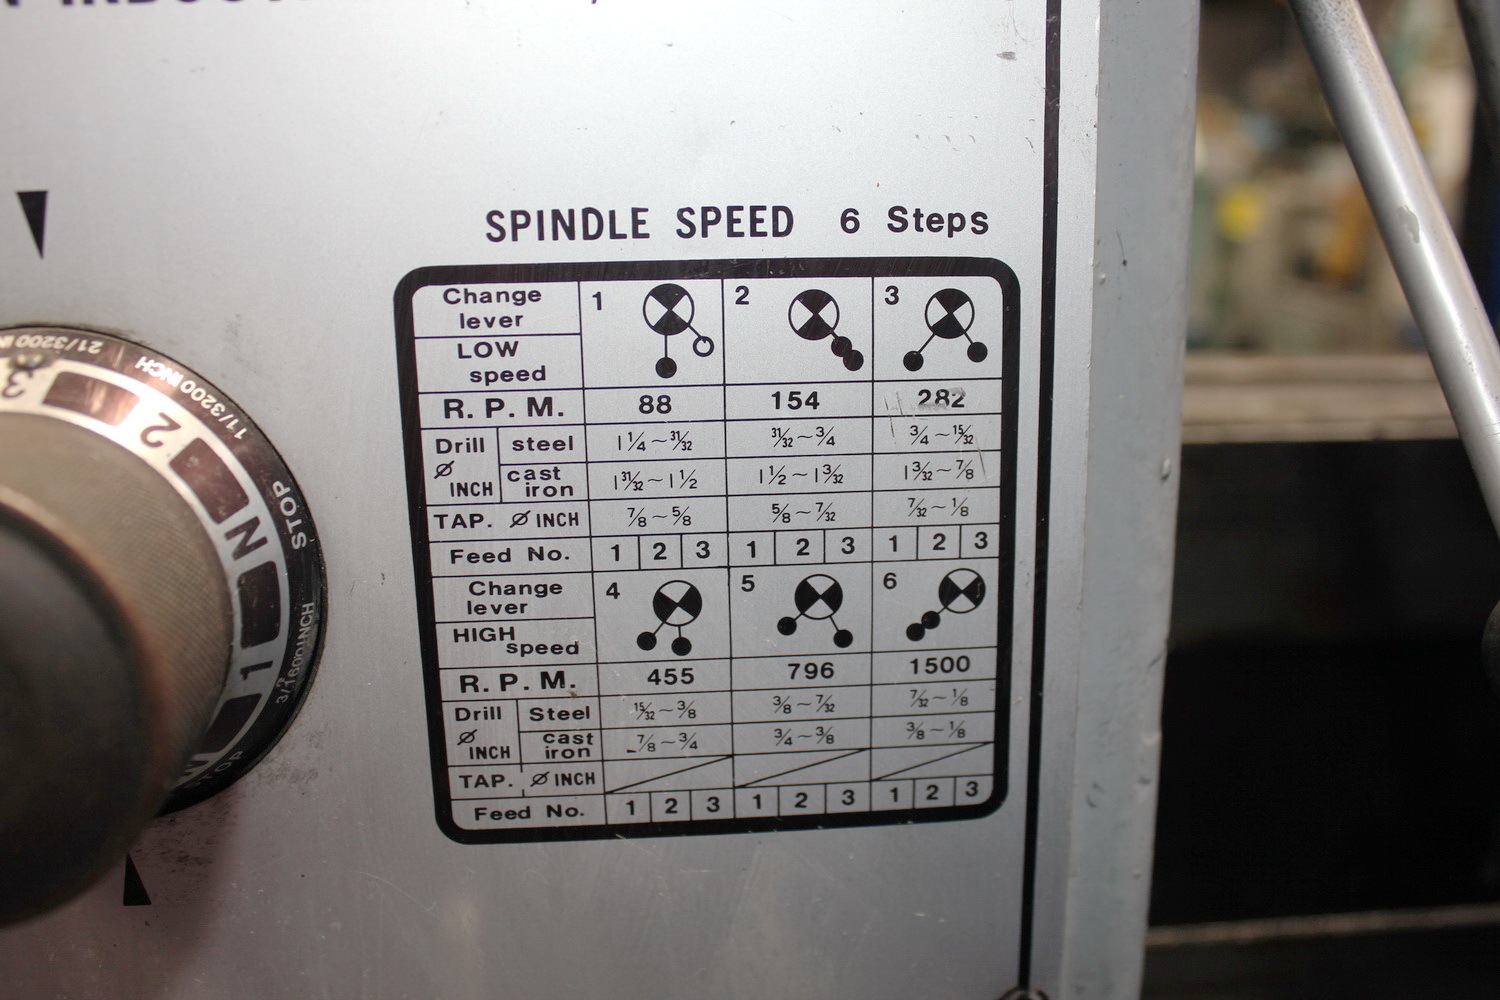 SPINDLE SPEED 6 Steps
Change lever 1 2 3
LOW speed
R. P. M. 88 154 282
Drill Ø INCH steel 1 1/4 ~ 31/32 31/32 ~ 3/4 3/4 ~ 15/32
cast iron 1 31/32 ~ 1 1/2 1 1/2 ~ 1 3/32 1 3/32 ~ 7/8
TAP. Ø INCH 7/8 ~ 5/8 5/8 ~ 7/32 7/32 ~ 1/8
Feed No. 1 2 3 1 2 3 1 2 3
Change lever 4 5 6
HIGH speed
R. P. M. 455 796 1500
Drill Ø INCH Steel 15/32 ~ 3/8 3/8 ~ 7/32 7/32 ~ 1/8
cast iron 7/8 ~ 3/4 3/4 ~ 3/8 3/8 ~ 1/8
TAP. Ø INCH
Feed No. 1 2 3 1 2 3 1 2 3
3 2 N 1
21/3200 IN
11/3200 INCH
STOP
3/1600 INCH